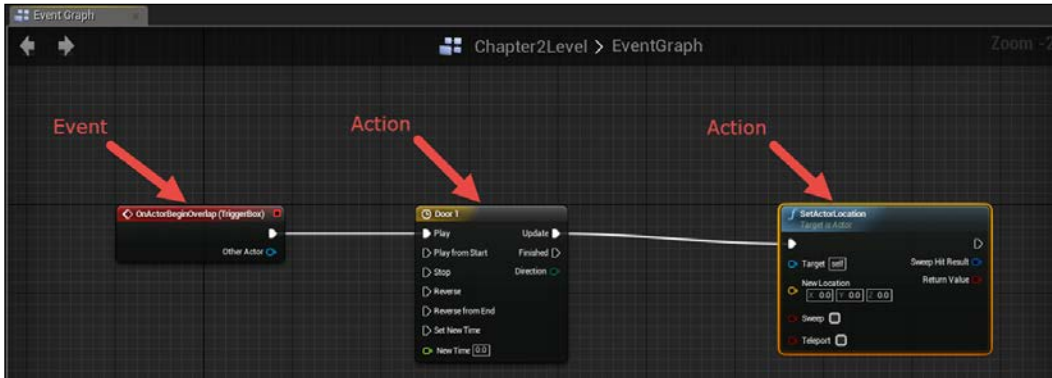 Event Graph
Chapter2Level > EventGraph
Zoom -2
Event
Action
Action
OnActorBeginOverlap (TriggerBox)
Other Actor
Door 1
Play Update
Play from Start Finished
Stop Direction
Reverse
Reverse from End
Set New Time
New Time 0.0
f SetActorLocation
Target is Actor
Target self Sweep Hit Result
New Location Return Value
X 0.0 Y 0.0 Z 0.0
Sweep
Teleport